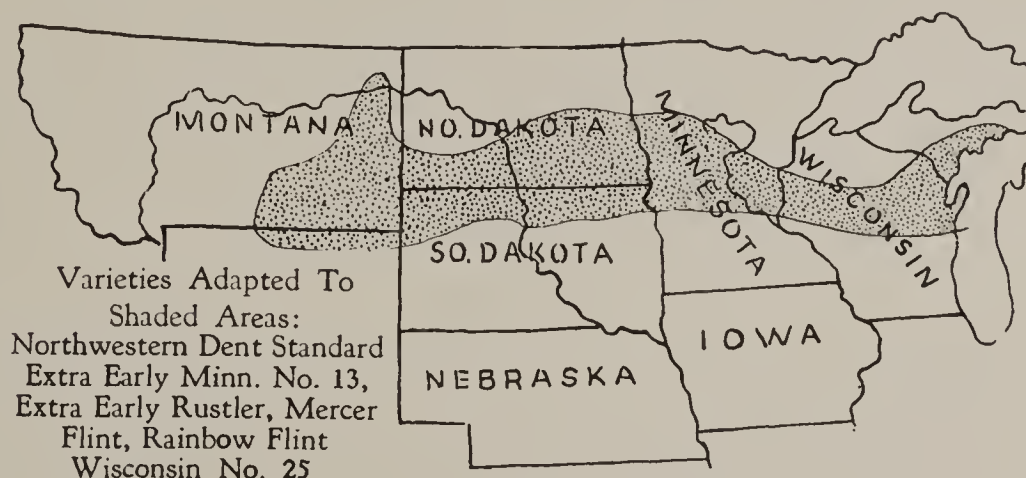 MONTANA
NO. DAKOTA
MINNESOTA
WISCONSIN
SO. DAKOTA
IOWA
NEBRASKA
Varieties Adapted To
Shaded Areas:
Northwestern Dent Standard
Extra Early Minn. No. 13,
Extra Early Rustler, Mercer
Flint, Rainbow Flint
Wisconsin No. 25